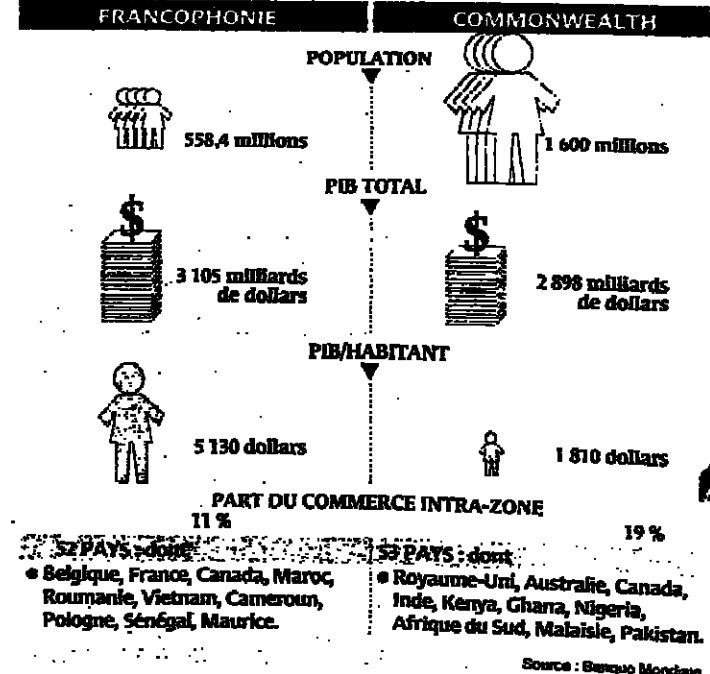 FRANCOPHONIE
COMMONWEALTH
POPULATION
558,4 millions
1 600 millions
PIB TOTAL
$
$
3 105 milliards
de dollars
2 898 milliards
de dollars
PIB/HABITANT
5 130 dollars
1 810 dollars
PART DU COMMERCE INTRA-ZONE
11 %
19 %
52 PAYS : dont
• Belgique, France, Canada, Maroc,
Roumanie, Vietnam, Cameroun,
Pologne, Sénégal, Maurice.
53 PAYS : dont
• Royaume-Uni, Australie, Canada,
Inde, Kenya, Ghana, Nigeria,
Afrique du Sud, Malaisie, Pakistan.
Source : Banque Mondiale